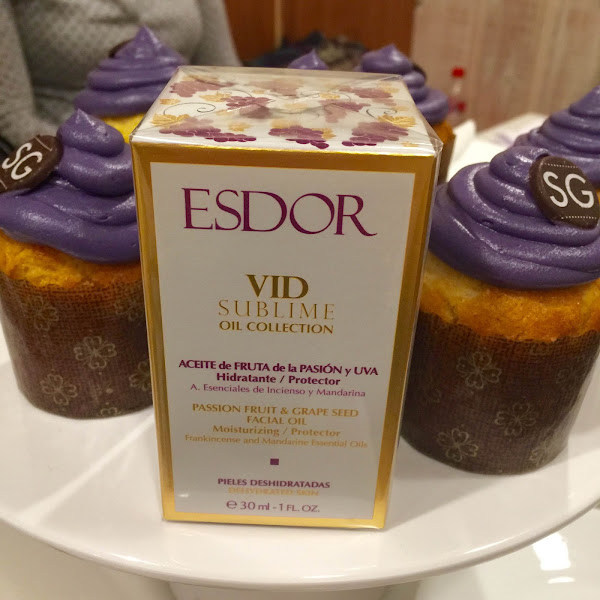 ESDOR
VID
SUBLIME
OIL COLLECTION
ACEITE de FRUTA de la PASIÓN y UVA
Hidratante / Protector
A. Esenciales de Incienso y Mandarina
PASSION FRUIT & GRAPE SEED
FACIAL OIL
Moisturizing / Protector
Frankincense and Mandarine Essential Oils
PIELES DESHIDRATADAS
DEHYDRATED SKIN
℮ 30 ml - 1 FL. OZ.
SG
SG